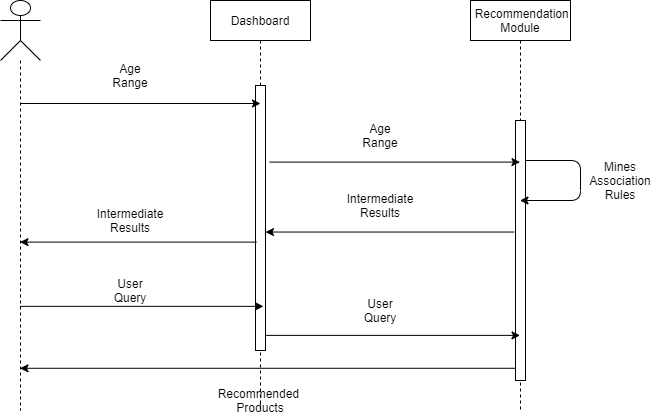 Dashboard
Recommendation
Module
Age
Range
Age
Range
Mines
Association
Rules
Intermediate
Results
Intermediate
Results
User
Query
User
Query
Recommended
Products